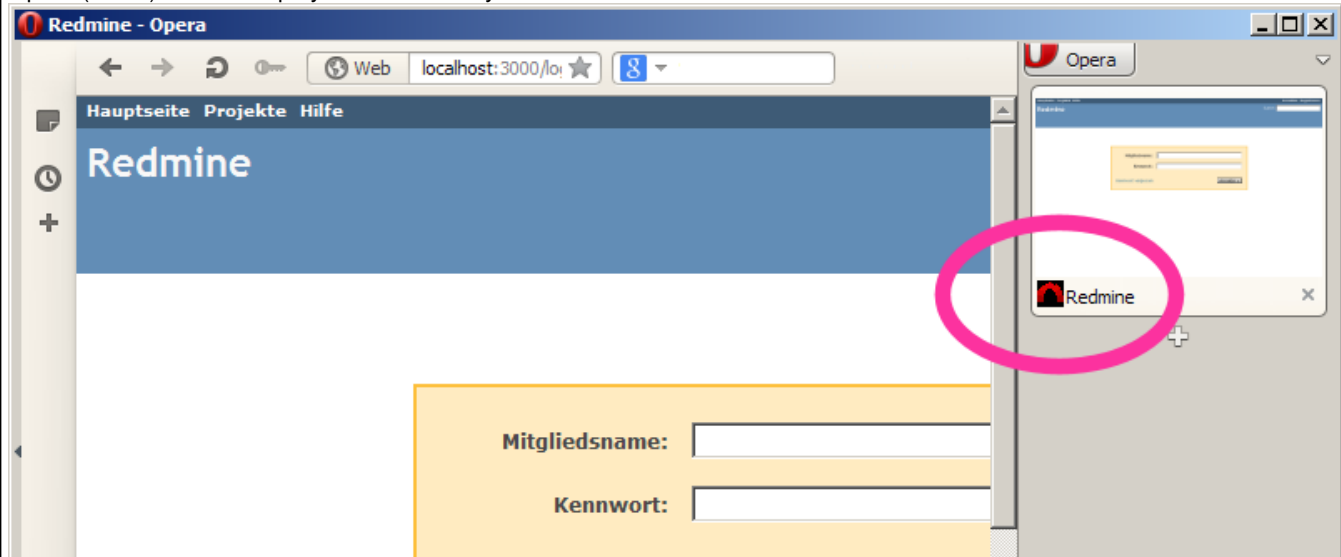 Redmine - Opera
Web localhost:3000/lo
Opera
Hauptseite Projekte Hilfe
Redmine
Redmine
Mitgliedsname:
Kennwort: